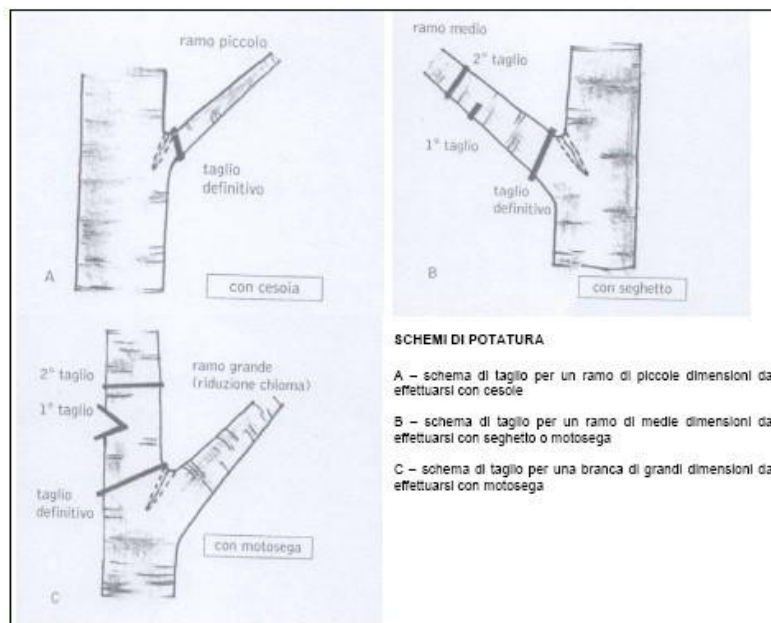 ramo piccolo
taglio
definitivo
A
con cesoia
ramo medio
2° taglio
1° taglio
taglio
definitivo
B
con seghetto
2° taglio
1° taglio
ramo grande
(riduzione chioma)
taglio
definitivo
con motosega
C
SCHEMI DI POTATURA
A – schema di taglio per un ramo di piccole dimensioni da
effettuarsi con cesoie
B – schema di taglio per un ramo di medie dimensioni da
effettuarsi con seghetto o motosega
C – schema di taglio per una branca di grandi dimensioni da
effettuarsi con motosega